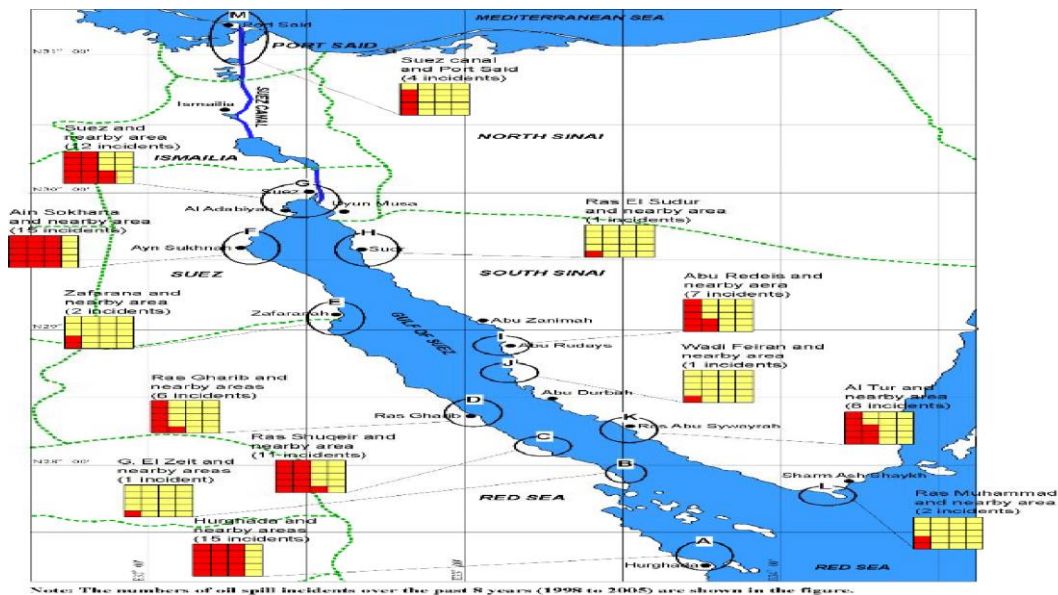 M
MEDITERRANEAN SEA
Port Said
PORT SAID
N31° 00'
Suez canal
and Port Said
(4 incidents)
Ismailia
SUEZ CANAL
NORTH SINAI
Suez and
nearby area
(12 incidents)
ISMAILIA
N30° 00'
G
Suez
Al Adabiyah
Uyun Musa
Ras El Sudur
and nearby area
(1 incidents)
Ain Sokhana
and nearby area
(15 incidents)
F
H
Ayn Sukhnah
Sudr
SUEZ
SOUTH SINAI
Abu Redeis and
nearby aera
(7 incidents)
Zafarana and
nearby area
(2 incidents)
E
Zafaranah
GULF OF SUEZ
Abu Zanimah
N29°
I
Abu Rudays
Wadi Feiran and
nearby area
(1 incidents)
J
Ras Gharib and
nearby areas
(6 incidents)
Abu Durbah
Al Tur and
nearby area
D
Ras Gharib
K
Ras Abu Sywayrah
Ras Shuqeir and
nearby area
(11 incidents)
C
G. El Zeit and
nearby areas
(1 incident)
N28° 00'
B
Sharm Ash Shaykh
L
RED SEA
Ras Muhammad
and nearby area
(2 incidents)
Hurghada and
nearby areas
(15 incidents)
A
Hurghada
RED SEA
Note: The numbers of oil spill incidents over the past 8 years (1998 to 2005) are shown in the figure.